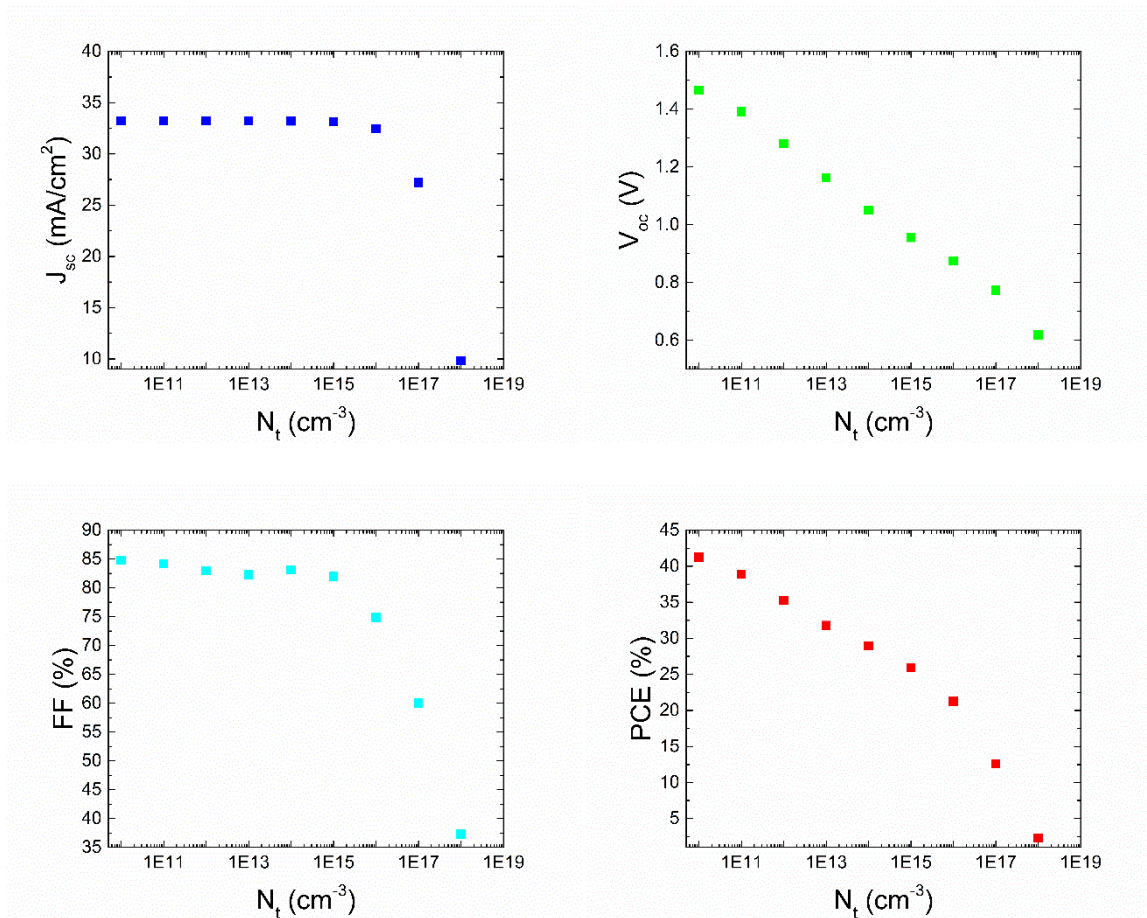 40
35
30
25
20
15
10
J_sc (mA/cm²)
1E11 1E13 1E15 1E17 1E19
N_t (cm⁻³)
1.4
1.2
1.0
0.8
0.6
V_oc (V)
1E11 1E13 1E15 1E17 1E19
N_t (cm⁻³)
90
85
80
75
70
65
60
55
50
45
40
35
FF (%)
1E11 1E13 1E15 1E17 1E19
N_t (cm⁻³)
45
40
35
30
25
20
15
10
5
PCE (%)
1E11 1E13 1E15 1E17 1E19
N_t (cm⁻³)